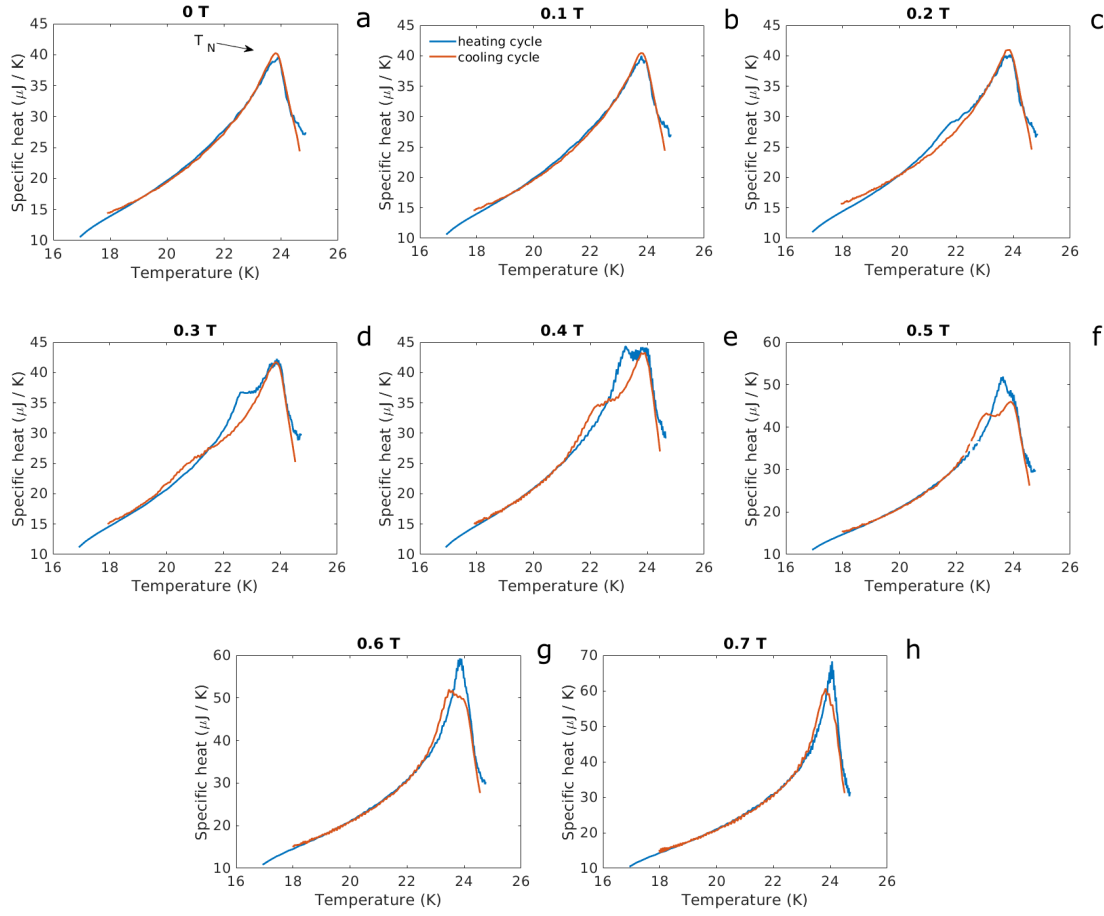 0 T
a
Specific heat (μJ / K)
45
40
35
30
25
20
15
10
T N
16 18 20 22 24 26
Temperature (K)
0.1 T
b
Specific heat (μJ / K)
45
40
35
30
25
20
15
10
heating cycle
cooling cycle
16 18 20 22 24 26
Temperature (K)
0.2 T
c
Specific heat (μJ / K)
45
40
35
30
25
20
15
10
16 18 20 22 24 26
Temperature (K)
0.3 T
d
Specific heat (μJ / K)
45
40
35
30
25
20
15
10
16 18 20 22 24 26
Temperature (K)
0.4 T
e
Specific heat (μJ / K)
45
40
35
30
25
20
15
10
16 18 20 22 24 26
Temperature (K)
0.5 T
f
Specific heat (μJ / K)
60
50
40
30
20
10
16 18 20 22 24 26
Temperature (K)
0.6 T
g
Specific heat (μJ / K)
60
50
40
30
20
10
16 18 20 22 24 26
Temperature (K)
0.7 T
h
Specific heat (μJ / K)
70
60
50
40
30
20
10
16 18 20 22 24 26
Temperature (K)